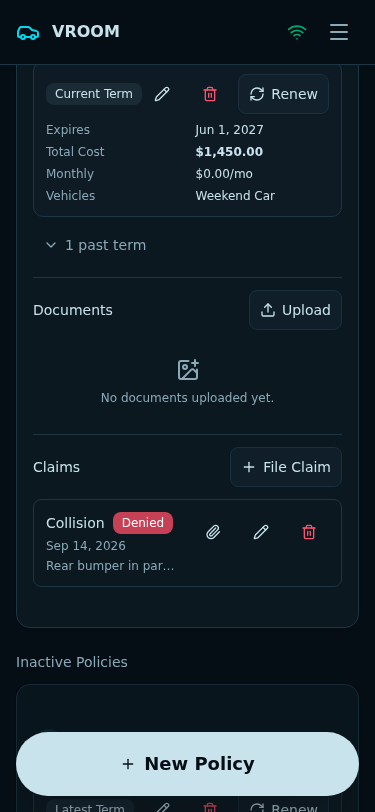 VROOM
Current Term
Renew
Expires Jun 1, 2027
Total Cost $1,450.00
Monthly $0.00/mo
Vehicles Weekend Car
1 past term
Documents
Upload
No documents uploaded yet.
Claims
File Claim
Collision Denied
Sep 14, 2026
Rear bumper in par...
Inactive Policies
New Policy
Latest Term
Renew